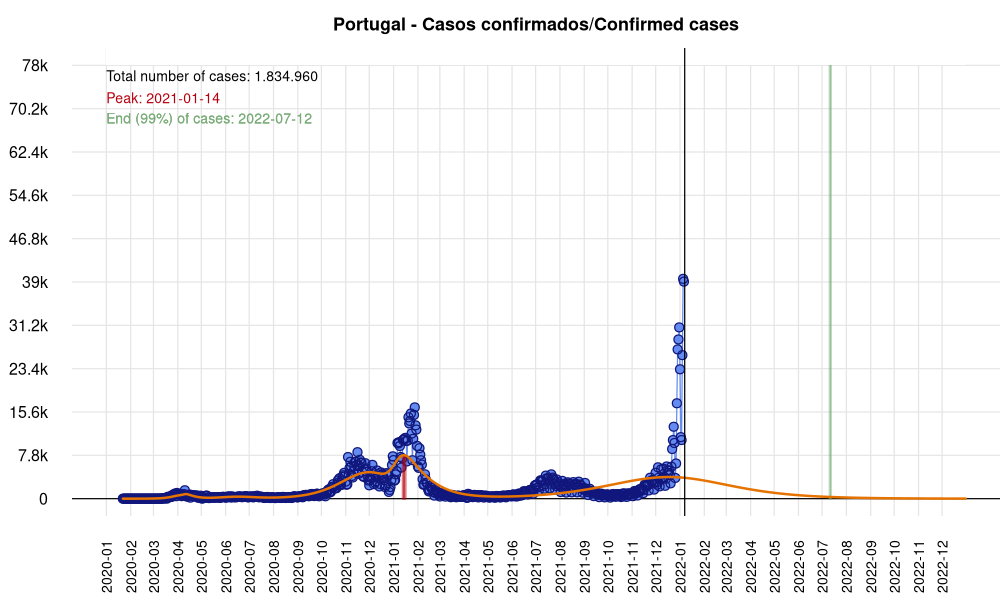 Portugal - Casos confirmados/Confirmed cases
78k
Total number of cases: 1.834.960
Peak: 2021-01-14
70.2k
End (99%) of cases: 2022-07-12
62.4k
54.6k
46.8k
39k
31.2k
23.4k
15.6k
7.8k
0
2020-01
2020-02
2020-03
2020-04
2020-05
2020-06
2020-07
2020-08
2020-09
2020-10
2020-11
2020-12
2021-01
2021-02
2021-03
2021-04
2021-05
2021-06
2021-07
2021-08
2021-09
2021-10
2021-11
2021-12
2022-01
2022-02
2022-03
2022-04
2022-05
2022-06
2022-07
2022-08
2022-09
2022-10
2022-11
2022-12